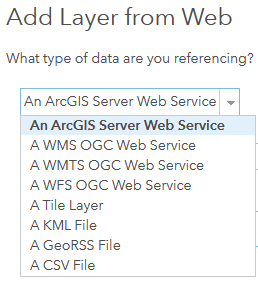 Add Layer from Web
What type of data are you referencing?
An ArcGIS Server Web Service
An ArcGIS Server Web Service
A WMS OGC Web Service
A WMTS OGC Web Service
A WFS OGC Web Service
A Tile Layer
A KML File
A GeoRSS File
A CSV File